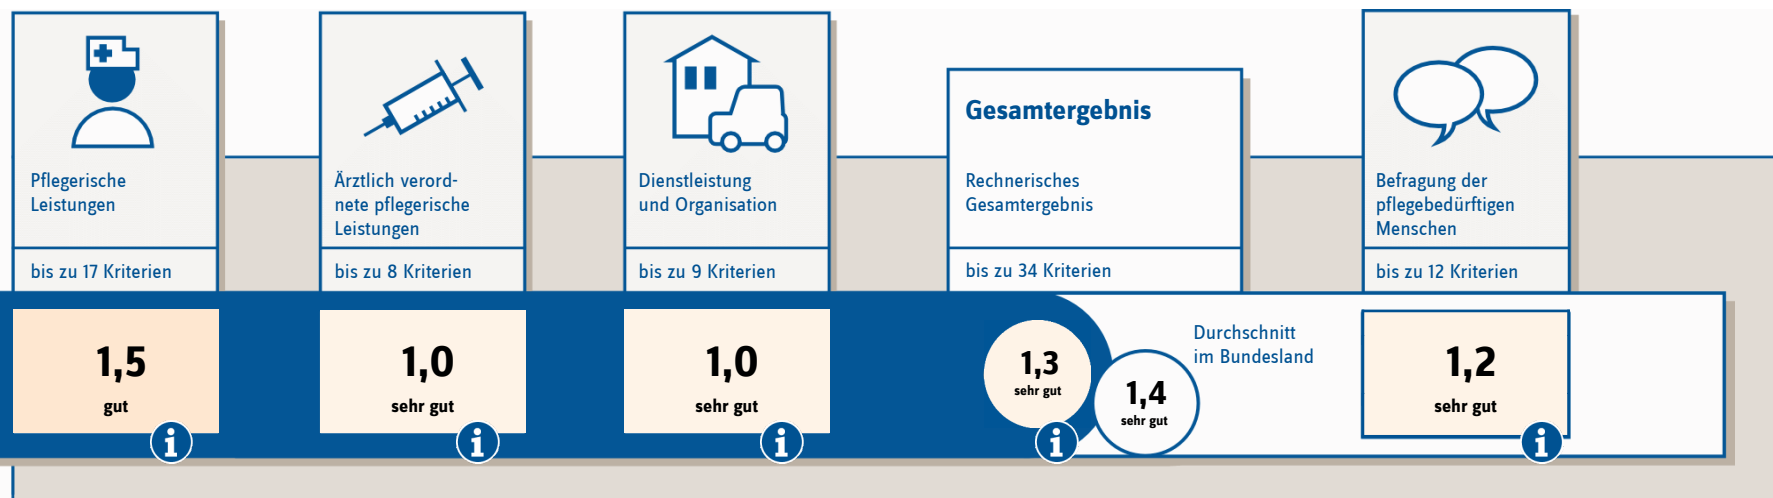 Pflegerische
Leistungen
bis zu 17 Kriterien
1,5
gut
i
Ärztlich verord-
nete pflegerische
Leistungen
bis zu 8 Kriterien
1,0
sehr gut
i
Dienstleistung
und Organisation
bis zu 9 Kriterien
1,0
sehr gut
i
Gesamtergebnis
Rechnerisches
Gesamtergebnis
bis zu 34 Kriterien
1,3
sehr gut
i
1,4
sehr gut
Durchschnitt
im Bundesland
Befragung der
pflegebedürftigen
Menschen
bis zu 12 Kriterien
1,2
sehr gut
i